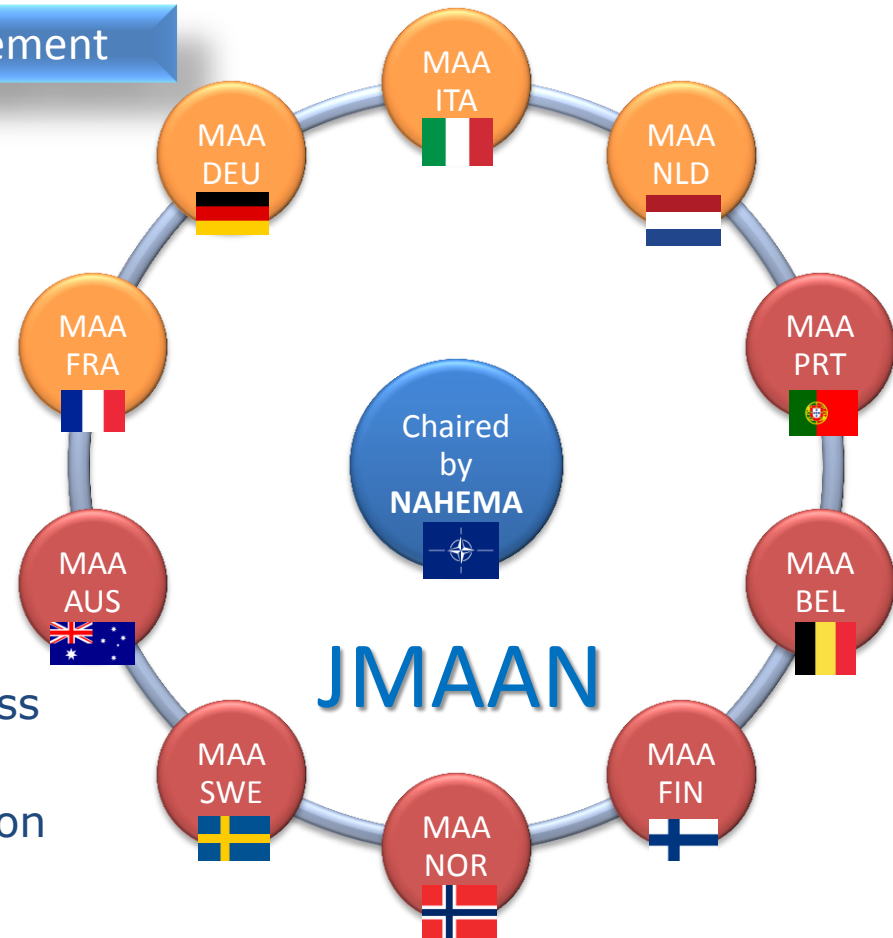 ement
MAA
ITA
MAA
DEU
MAA
NLD
MAA
FRA
MAA
PRT
Chaired
by
NAHEMA
MAA
AUS
MAA
BEL
JMAAN
ss
MAA
SWE
MAA
FIN
on
MAA
NOR